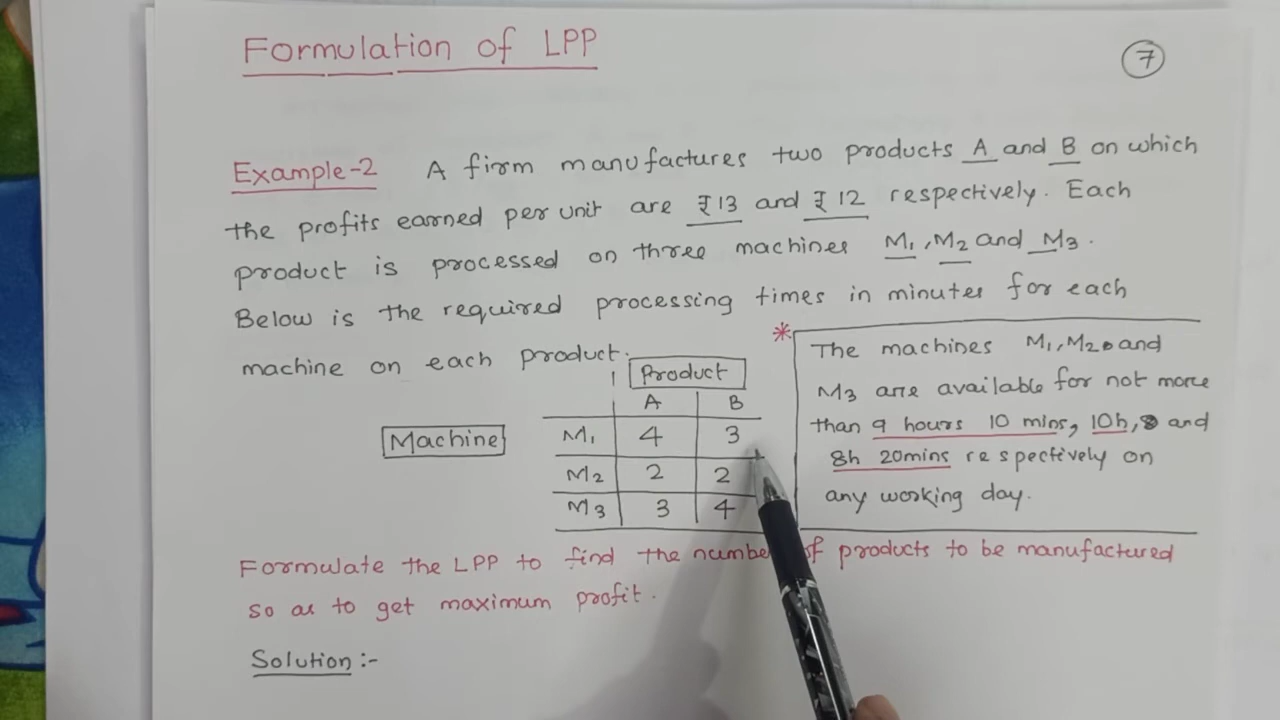 Formulation of LPP
7
Example-2 A firm manufactures two products A and B on which
the profits earned per unit are ₹13 and ₹12 respectively. Each
product is processed on three machines M1, M2 and M3.
Below is the required processing times in minutes for each
machine on each product.
Product
A B
Machine
M1 4 3
M2 2 2
M3 3 4
* The machines M1, M2 and
M3 are available for not more
than 9 hours 10 mins, 10h, and
8h 20mins respectively on
any working day.
Formulate the LPP to find the number of products to be manufactured
so as to get maximum profit.
Solution :-